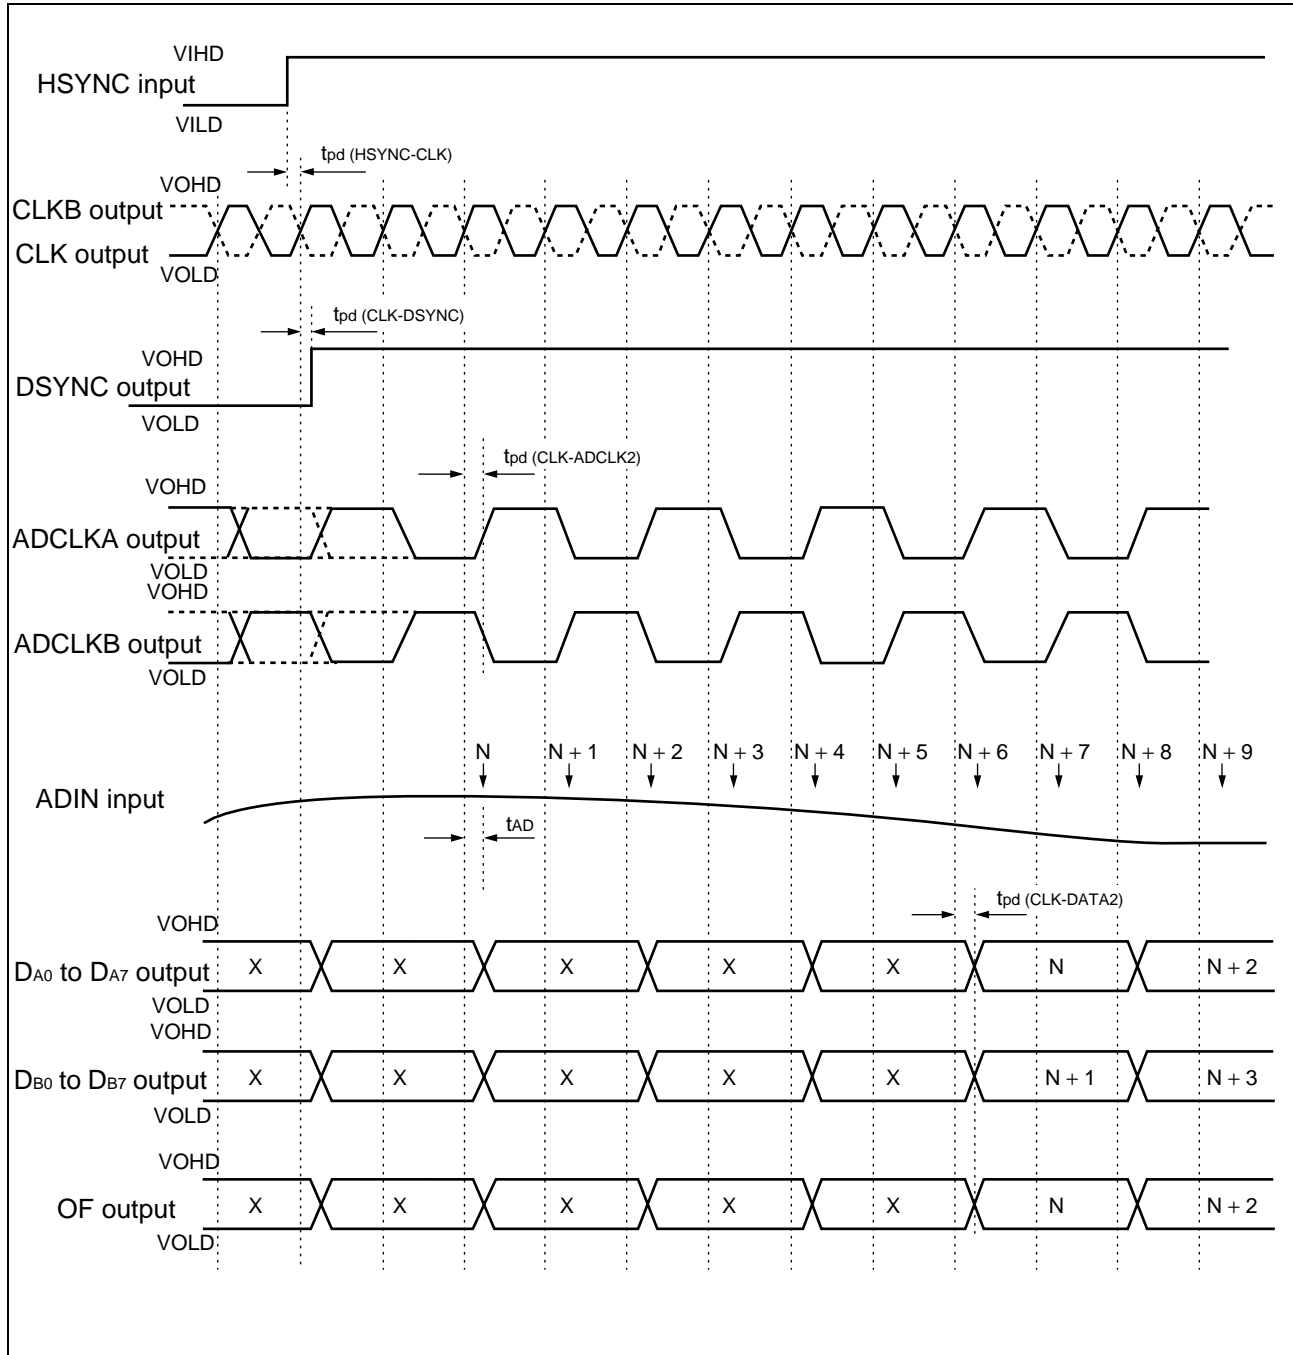 VIHD
HSYNC input
VILD
tpd (HSYNC-CLK)
VOHD
CLKB output
CLK output
VOLD
tpd (CLK-DSYNC)
VOHD
DSYNC output
VOLD
tpd (CLK-ADCLK2)
VOHD
ADCLKA output
VOLD
VOHD
ADCLKB output
VOLD
N N + 1 N + 2 N + 3 N + 4 N + 5 N + 6 N + 7 N + 8 N + 9
ADIN input
tAD
tpd (CLK-DATA2)
VOHD
DA0 to DA7 output X X X X X N N + 2
VOLD
VOHD
DB0 to DB7 output X X X X X N + 1 N + 3
VOLD
VOHD
OF output X X X X X N N + 2
VOLD